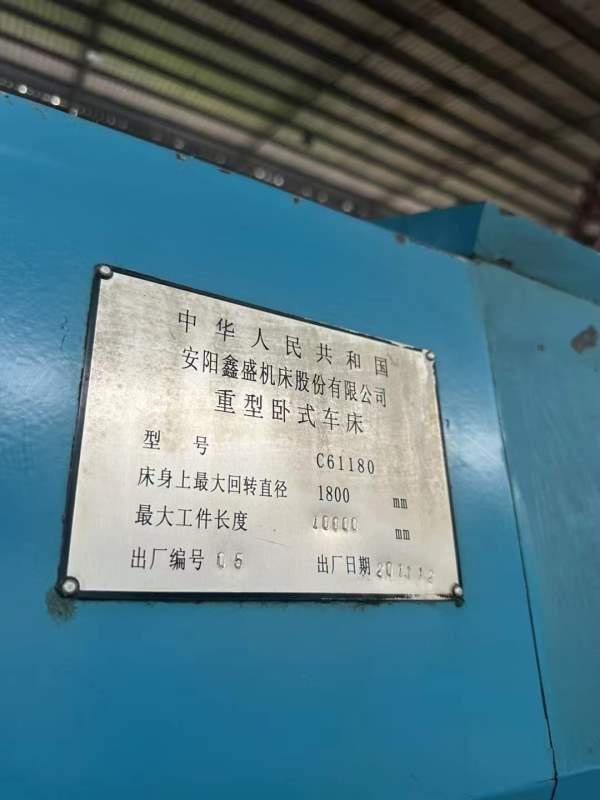 中华人民共和国
安阳鑫盛机床股份有限公司
重型卧式车床
型号 C61180
床身上最大回转直径 1800 mm
最大工件长度 10000 mm
出厂编号 05 出厂日期 201112